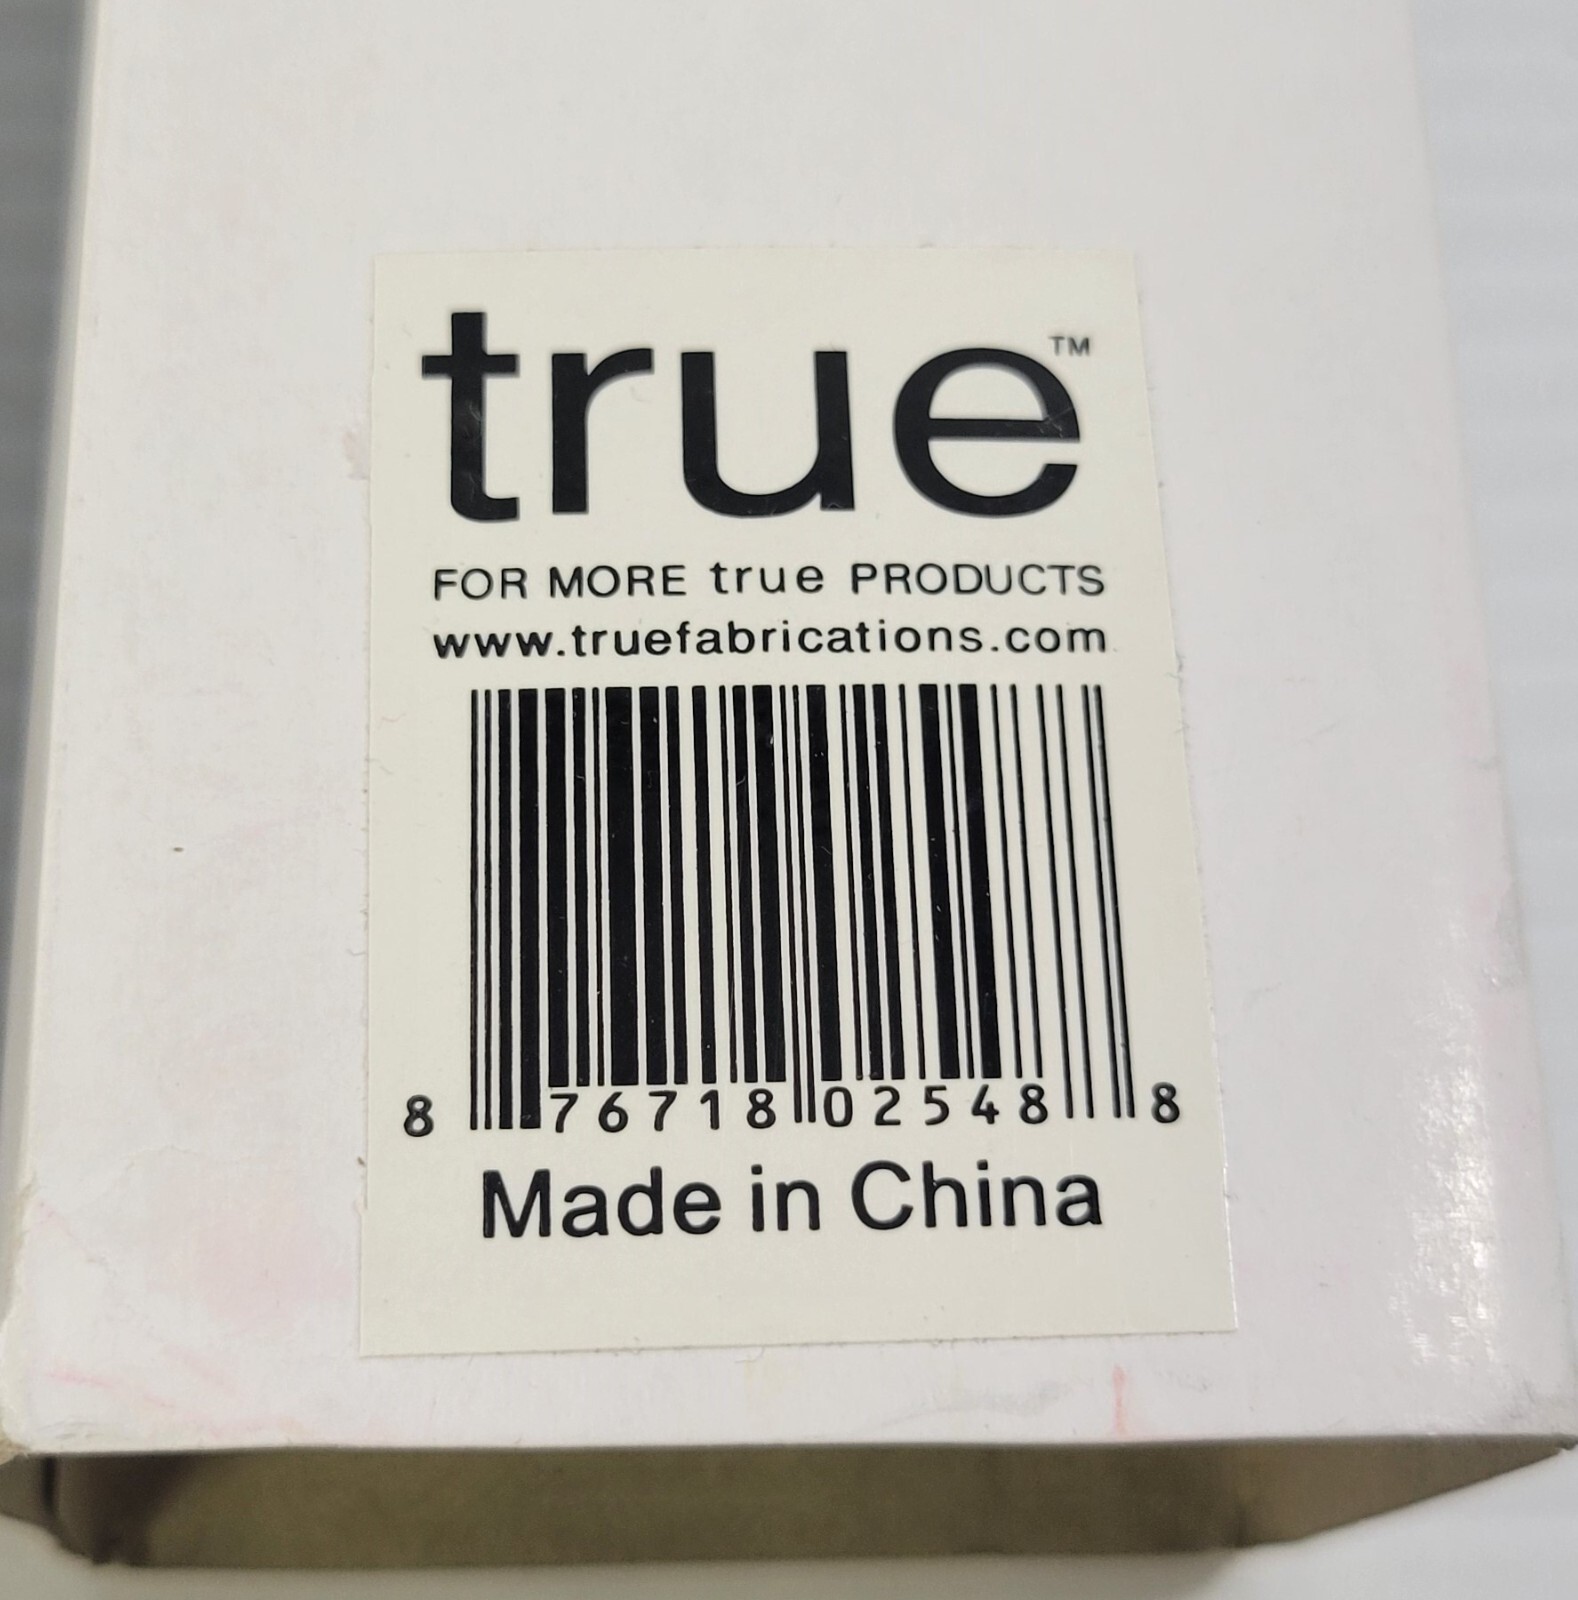 true™
FOR MORE true PRODUCTS
www.truefabrications.com
8 76718 02548 8
Made in China